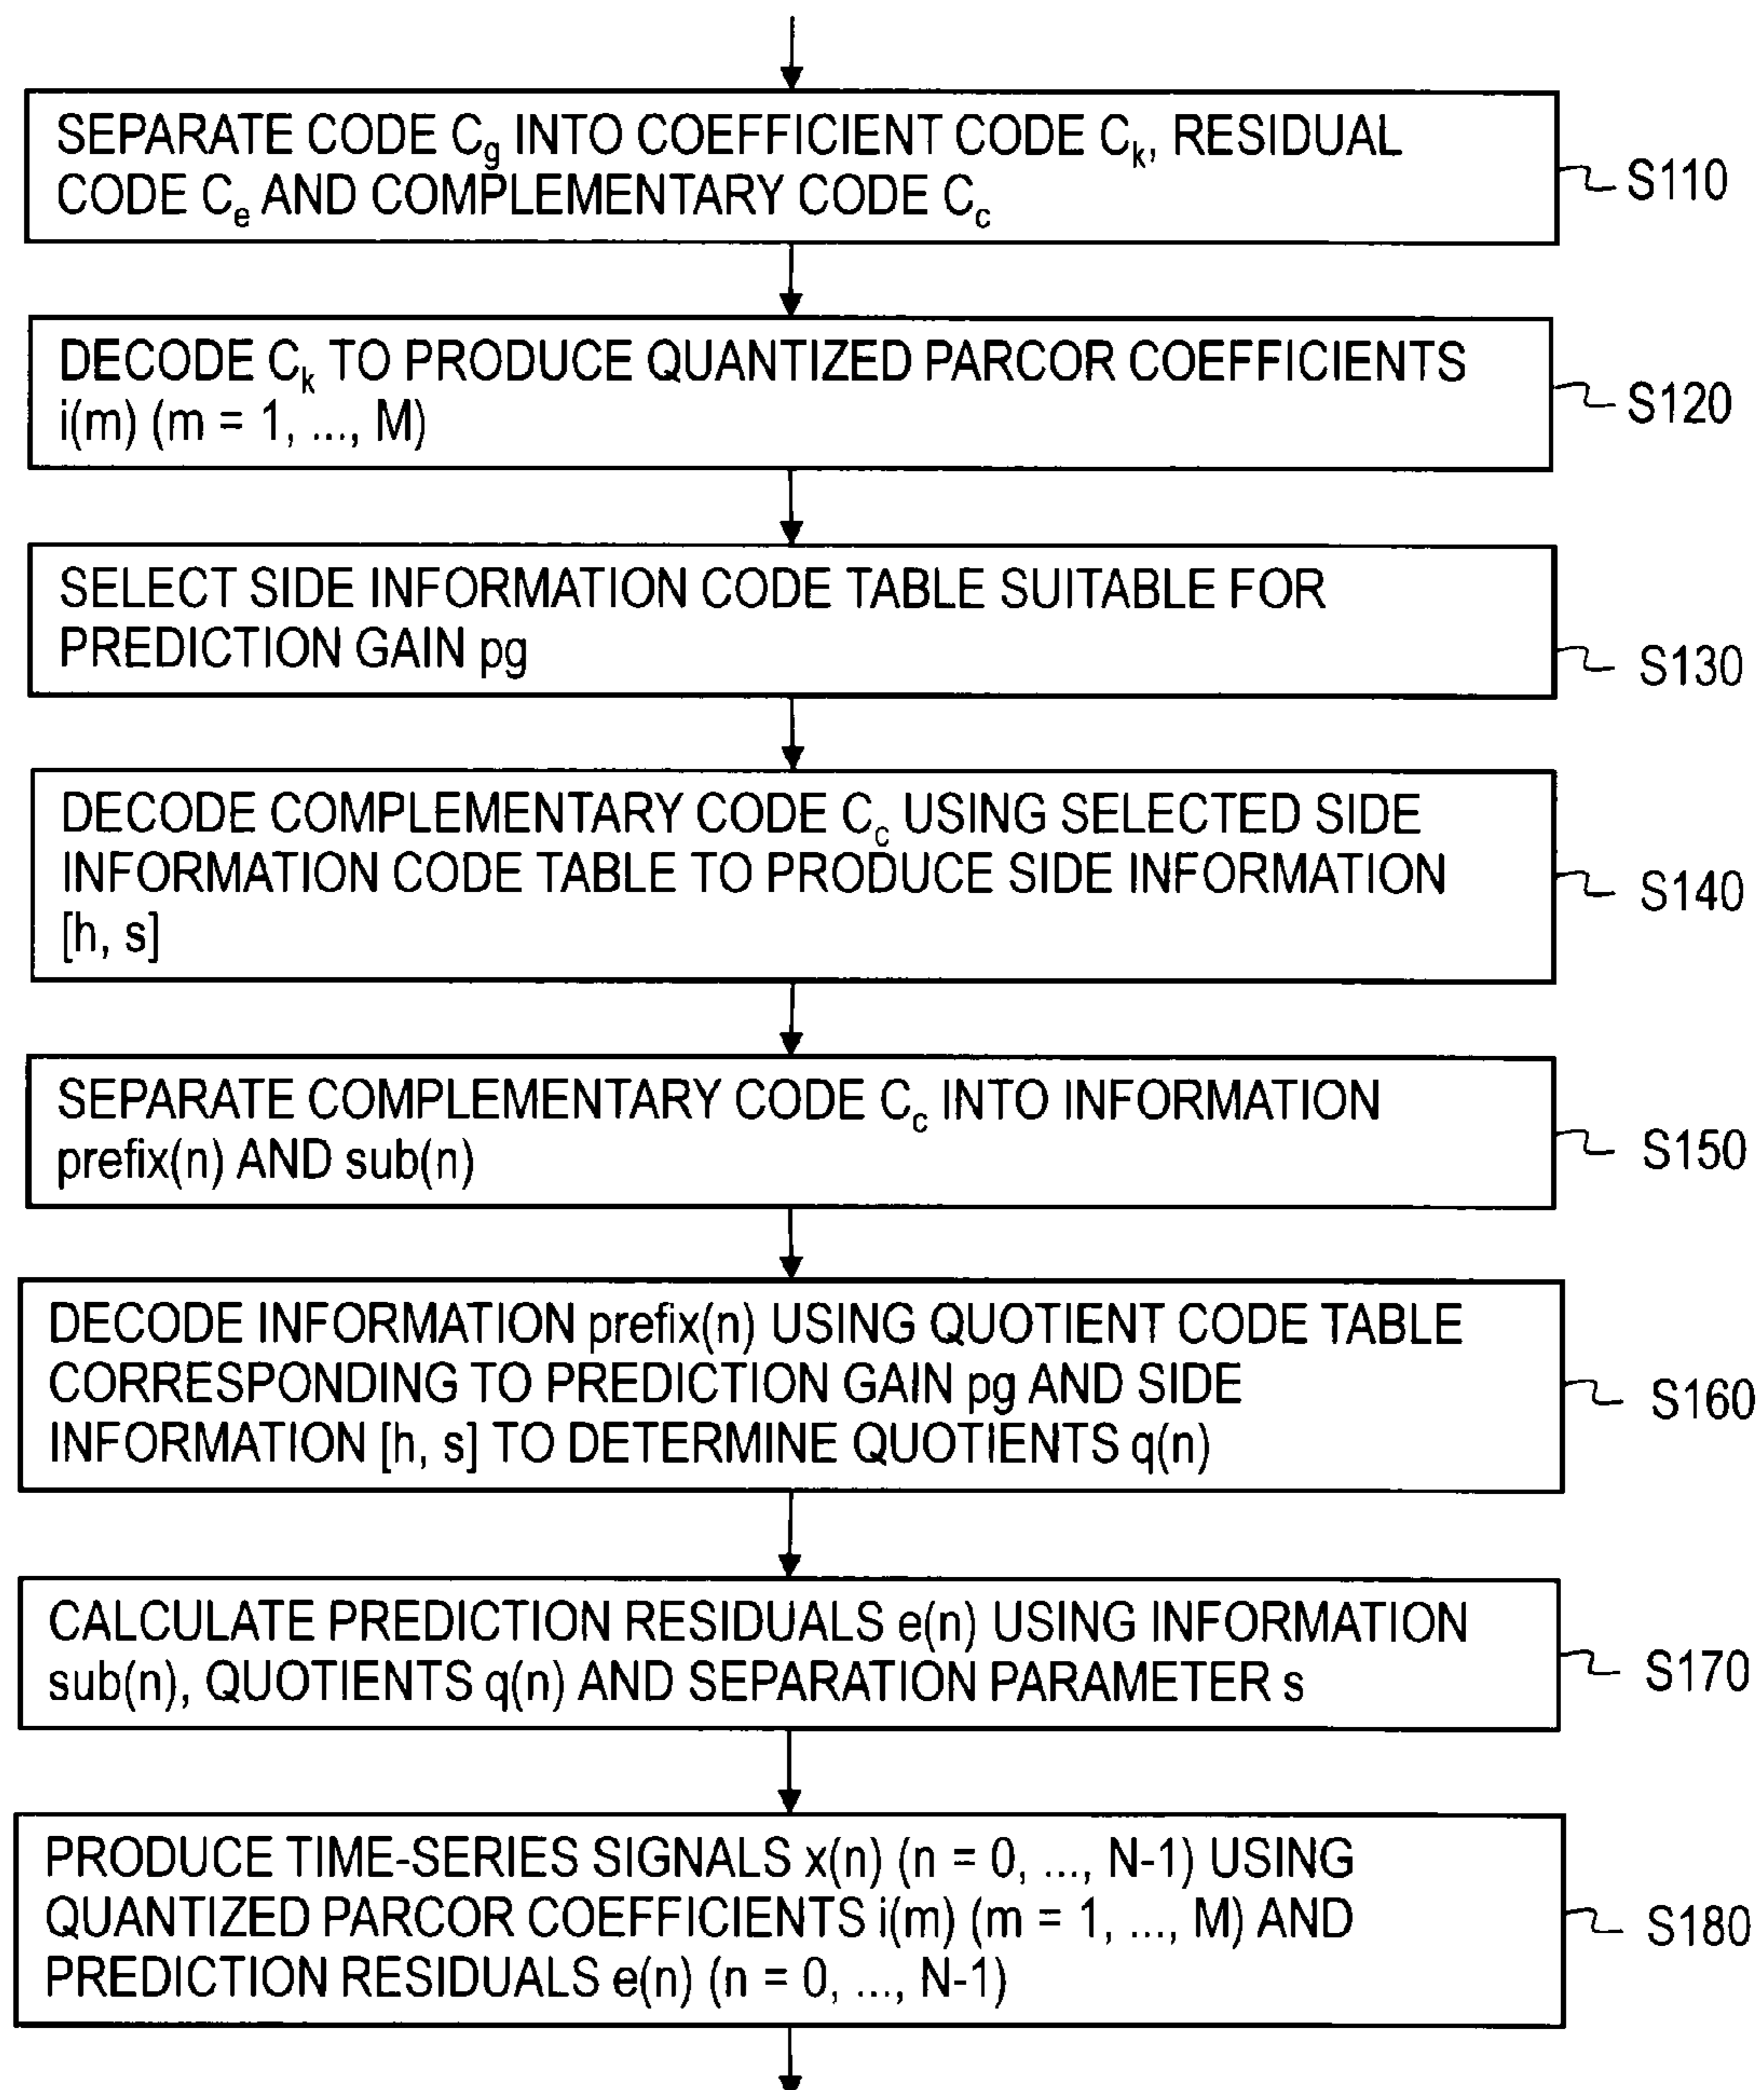 SEPARATE CODE Cg INTO COEFFICIENT CODE Ck, RESIDUAL
CODE Ce AND COMPLEMENTARY CODE Cc
S110
DECODE Ck TO PRODUCE QUANTIZED PARCOR COEFFICIENTS
i(m) (m = 1, ..., M)
S120
SELECT SIDE INFORMATION CODE TABLE SUITABLE FOR
PREDICTION GAIN pg
S130
DECODE COMPLEMENTARY CODE Cc USING SELECTED SIDE
INFORMATION CODE TABLE TO PRODUCE SIDE INFORMATION
[h, s]
S140
SEPARATE COMPLEMENTARY CODE Cc INTO INFORMATION
prefix(n) AND sub(n)
S150
DECODE INFORMATION prefix(n) USING QUOTIENT CODE TABLE
CORRESPONDING TO PREDICTION GAIN pg AND SIDE
INFORMATION [h, s] TO DETERMINE QUOTIENTS q(n)
S160
CALCULATE PREDICTION RESIDUALS e(n) USING INFORMATION
sub(n), QUOTIENTS q(n) AND SEPARATION PARAMETER s
S170
PRODUCE TIME-SERIES SIGNALS x(n) (n = 0, ..., N-1) USING
QUANTIZED PARCOR COEFFICIENTS i(m) (m = 1, ..., M) AND
PREDICTION RESIDUALS e(n) (n = 0, ..., N-1)
S180